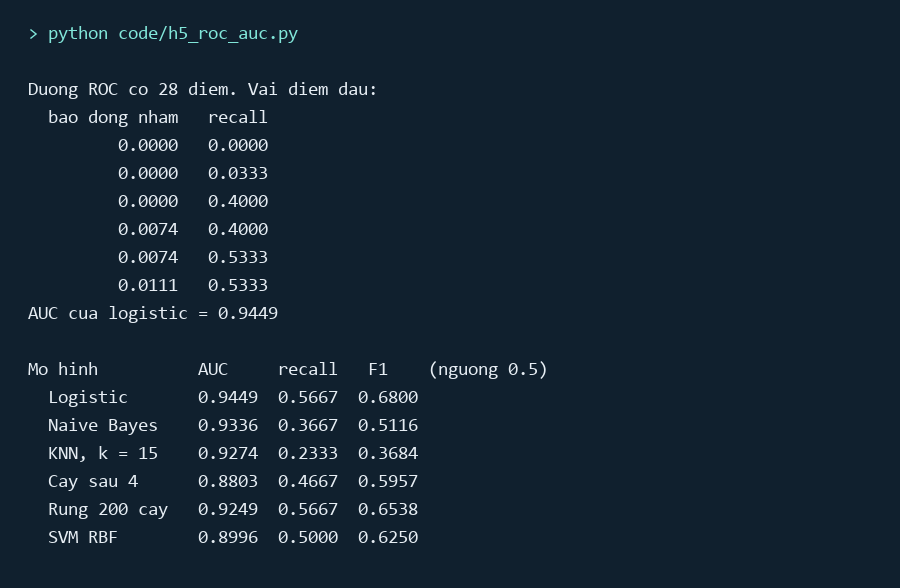 > python code/h5_roc_auc.py
Duong ROC co 28 diem. Vai diem dau:
  bao dong nham   recall
         0.0000   0.0000
         0.0000   0.0333
         0.0000   0.4000
         0.0074   0.4000
         0.0074   0.5333
         0.0111   0.5333
AUC cua logistic = 0.9449
Mo hinh          AUC     recall   F1    (nguong 0.5)
  Logistic       0.9449  0.5667  0.6800
  Naive Bayes    0.9336  0.3667  0.5116
  KNN, k = 15    0.9274  0.2333  0.3684
  Cay sau 4      0.8803  0.4667  0.5957
  Rung 200 cay   0.9249  0.5667  0.6538
  SVM RBF        0.8996  0.5000  0.6250